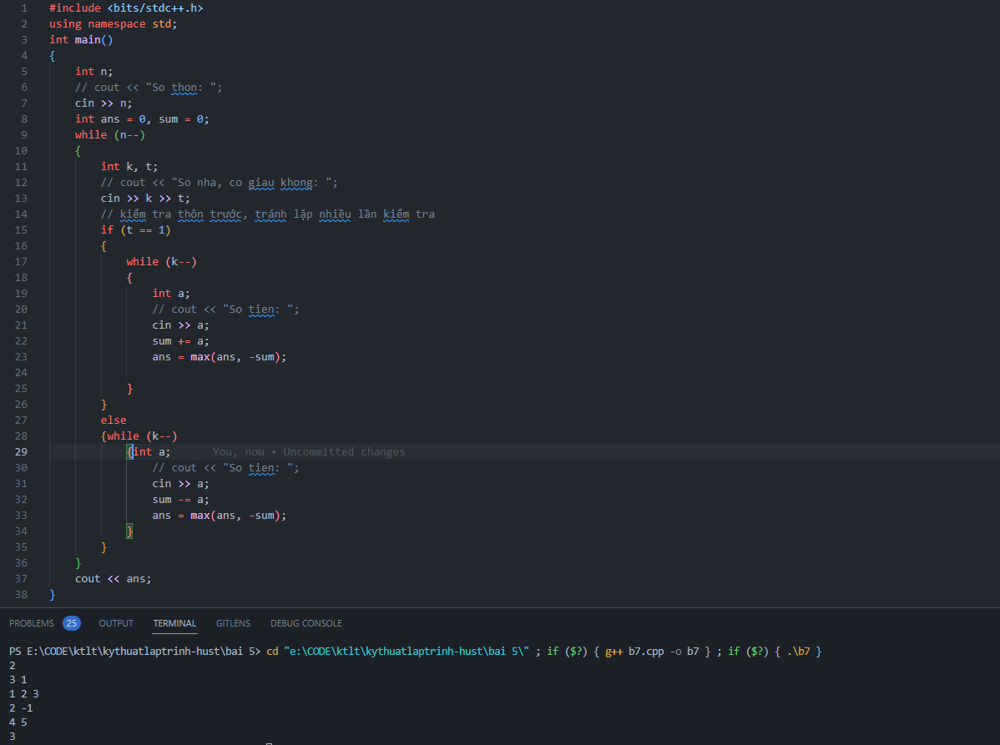 1 #include <bits/stdc++.h>
2 using namespace std;
3 int main()
4 {
5 int n;
6 // cout << "So thon: ";
7 cin >> n;
8 int ans = 0, sum = 0;
9 while (n--)
10 {
11 int k, t;
12 // cout << "So nha, co giau khong: ";
13 cin >> k >> t;
14 // kiểm tra thôn trước, tránh lặp nhiều lần kiểm tra
15 if (t == 1)
16 {
17 while (k--)
18 {
19 int a;
20 // cout << "So tien: ";
21 cin >> a;
22 sum += a;
23 ans = max(ans, -sum);
24
25 }
26 }
27 else
28 {while (k--)
29 {int a; You, now • Uncommitted changes
30 // cout << "So tien: ";
31 cin >> a;
32 sum -= a;
33 ans = max(ans, -sum);
34 }
35 }
36 }
37 cout << ans;
38 }
PROBLEMS 25 OUTPUT TERMINAL GITLENS DEBUG CONSOLE
PS E:\CODE\ktlt\kythuatlaptrinh-hust\bai 5> cd "e:\CODE\ktlt\kythuatlaptrinh-hust\bai 5\" ; if ($?) { g++ b7.cpp -o b7 } ; if ($?) { .\b7 }
2
3 1
1 2 3
2 -1
4 5
3